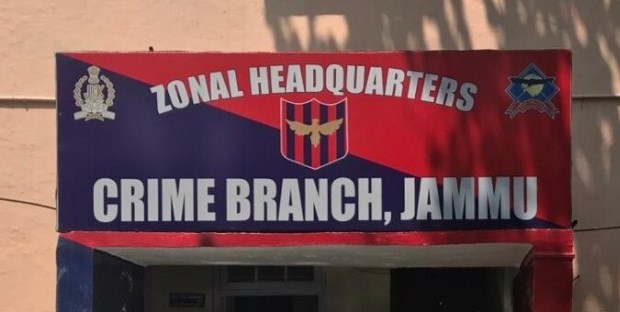 ZONAL HEADQUARTERS
CRIME BRANCH, JAMMU